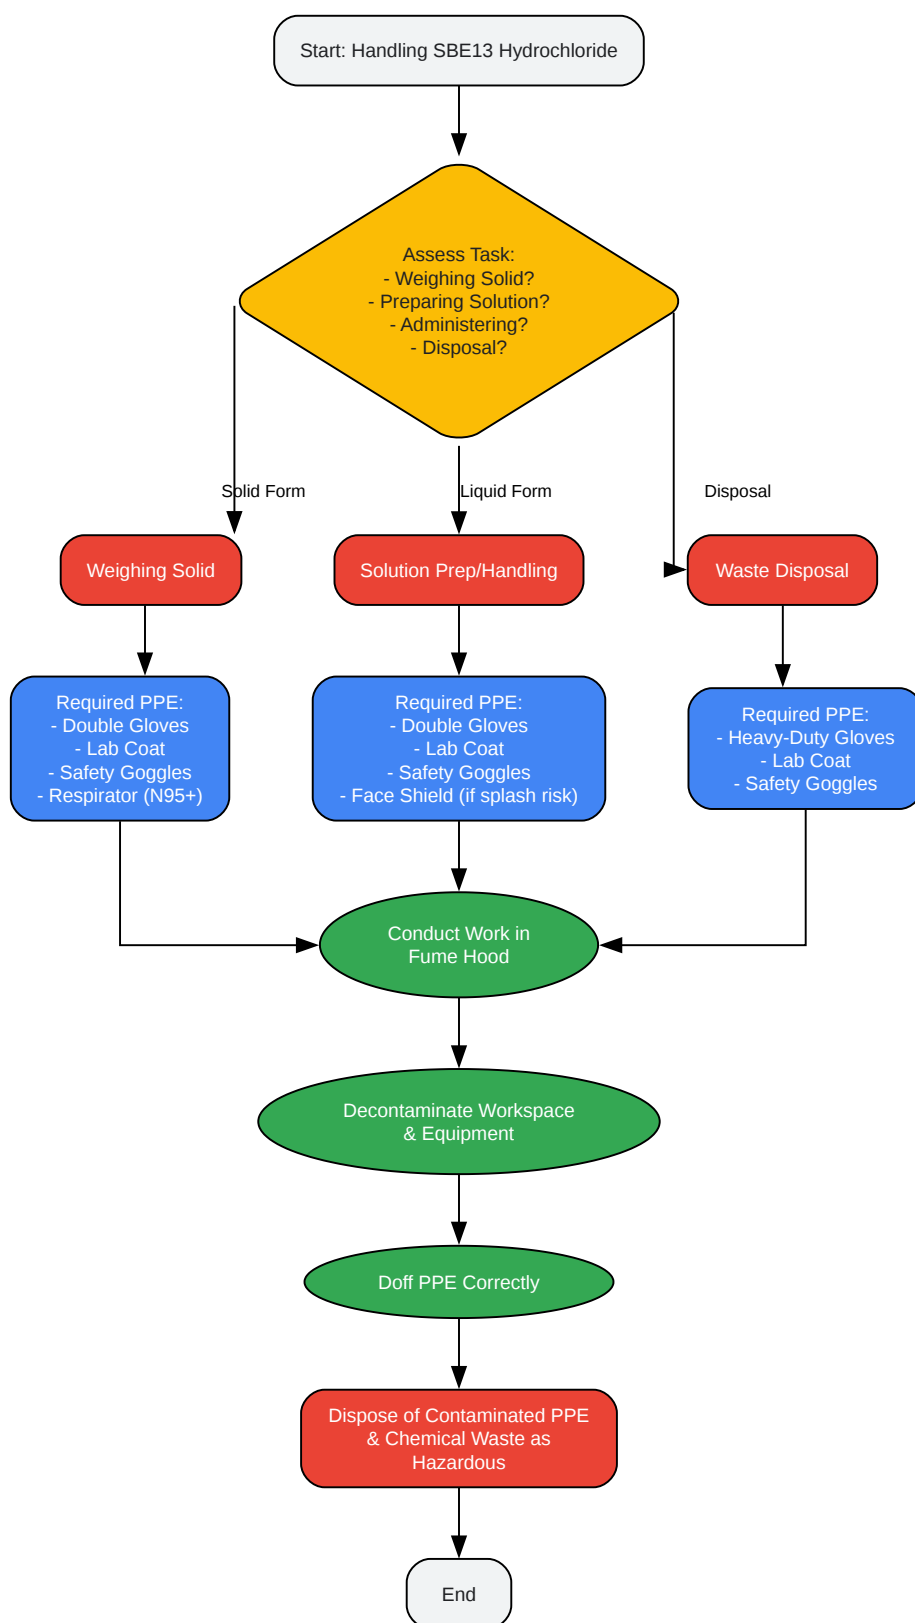 Start: Handling SBE13 Hydrochloride
Assess Task:
- Weighing Solid?
- Preparing Solution?
- Administering?
- Disposal?
Solid Form
Liquid Form
Disposal
Weighing Solid
Solution Prep/Handling
Waste Disposal
Required PPE:
- Double Gloves
- Lab Coat
- Safety Goggles
- Respirator (N95+)
Required PPE:
- Double Gloves
- Lab Coat
- Safety Goggles
- Face Shield (if splash risk)
Required PPE:
- Heavy-Duty Gloves
- Lab Coat
- Safety Goggles
Conduct Work in
Fume Hood
Decontaminate Workspace
& Equipment
Doff PPE Correctly
Dispose of Contaminated PPE
& Chemical Waste as
Hazardous
End